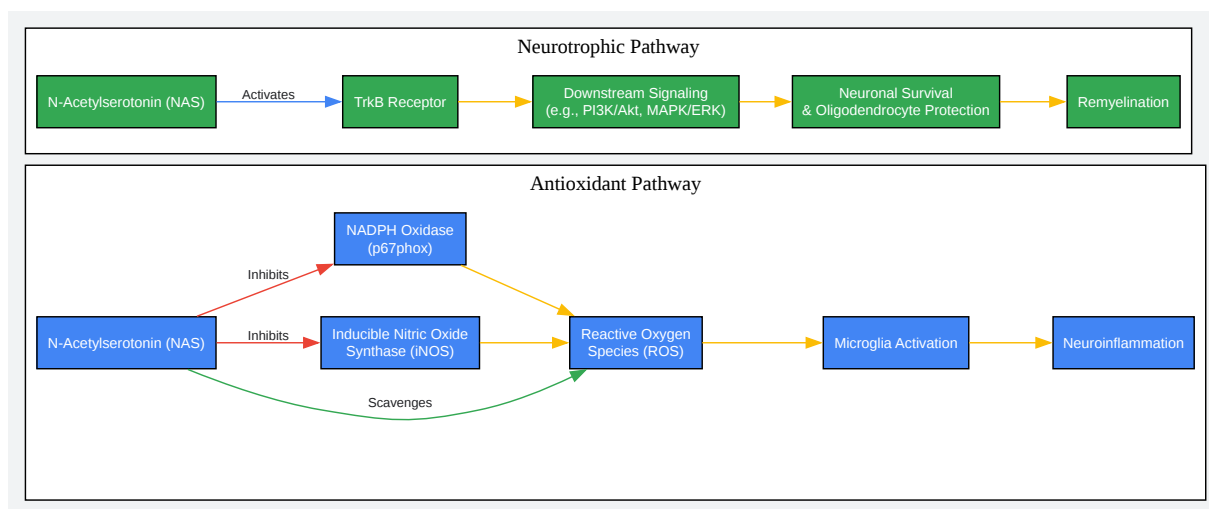 Neurotrophic Pathway
N-Acetylserotonin (NAS)
Activates
TrkB Receptor
Downstream Signaling
(e.g., PI3K/Akt, MAPK/ERK)
Neuronal Survival
& Oligodendrocyte Protection
Remyelination
Antioxidant Pathway
NADPH Oxidase
(p67phox)
Inhibits
N-Acetylserotonin (NAS)
Inhibits
Inducible Nitric Oxide
Synthase (iNOS)
Reactive Oxygen
Species (ROS)
Microglia Activation
Neuroinflammation
Scavenges